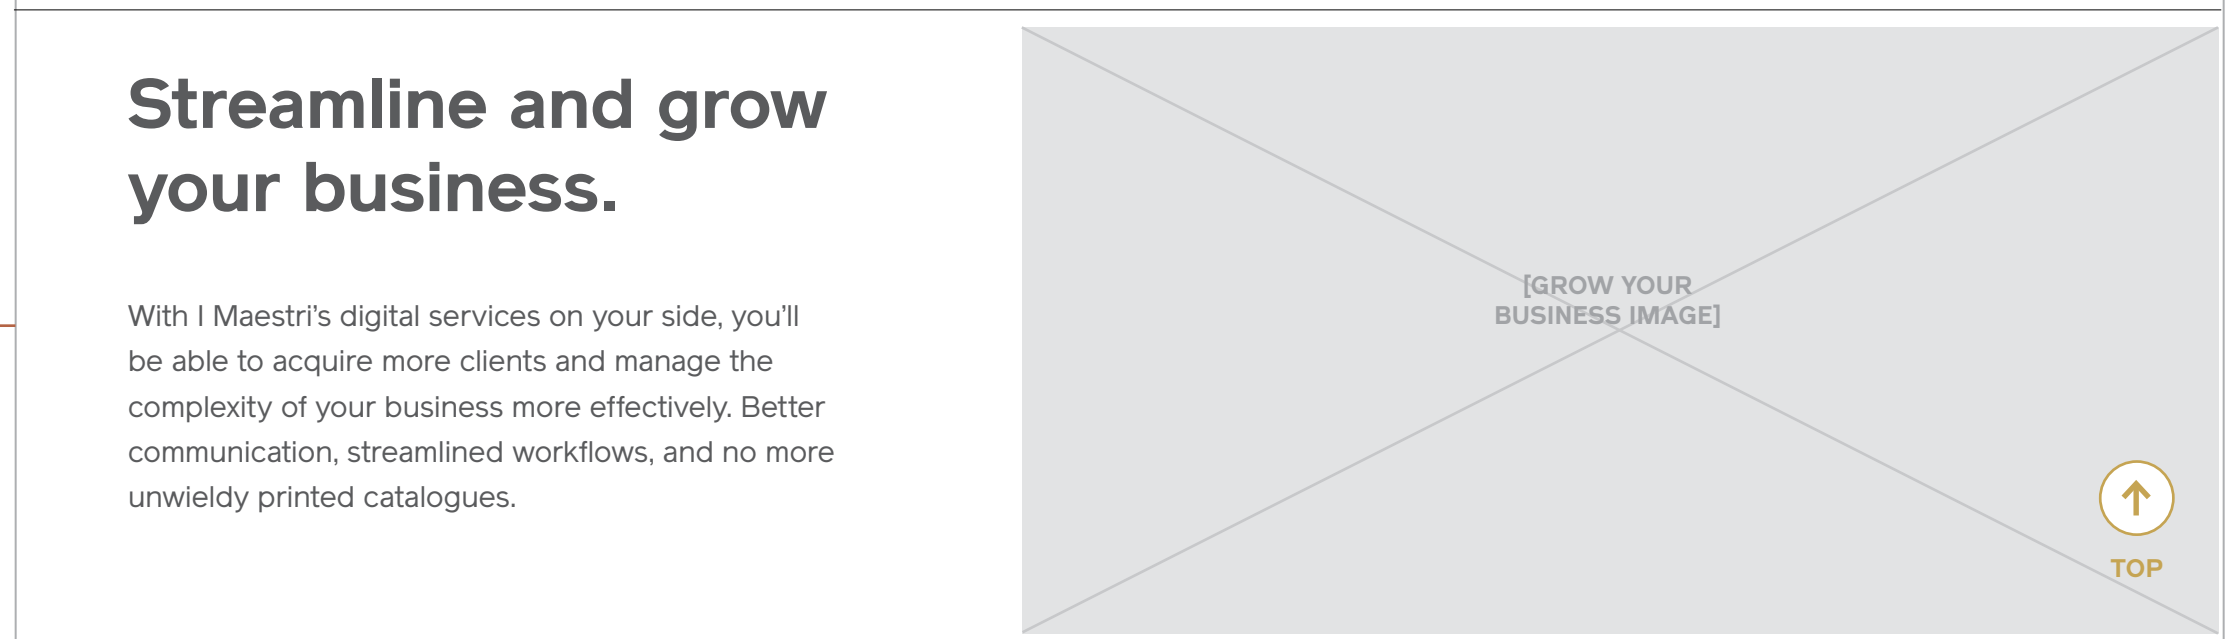 Streamline and grow
your business.
With I Maestri’s digital services on your side, you’ll
be able to acquire more clients and manage the
complexity of your business more effectively. Better
communication, streamlined workflows, and no more
unwieldy printed catalogues.
[GROW YOUR
BUSINESS IMAGE]
TOP